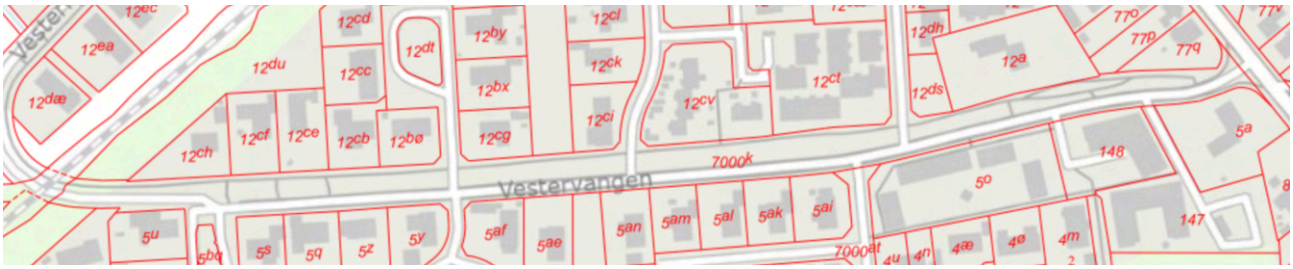 12ec
12cd
12by
12cl
12dh
77o
77v
Vester
12ea
12dt
77p
77q
12du
12cc
12ck
12a
12dæ
12bx
12cv
12ct
12ds
12ch
12cf
12ce
12cb
12bø
12cg
12ci
5a
148
7000k
Vestervangen
5o
5u
5bq
5s
5q
5z
5y
5af
5ae
5an
5am
5al
5ak
5ai
147
7000at
4u
4n
4æ
4ø
4m
2
8